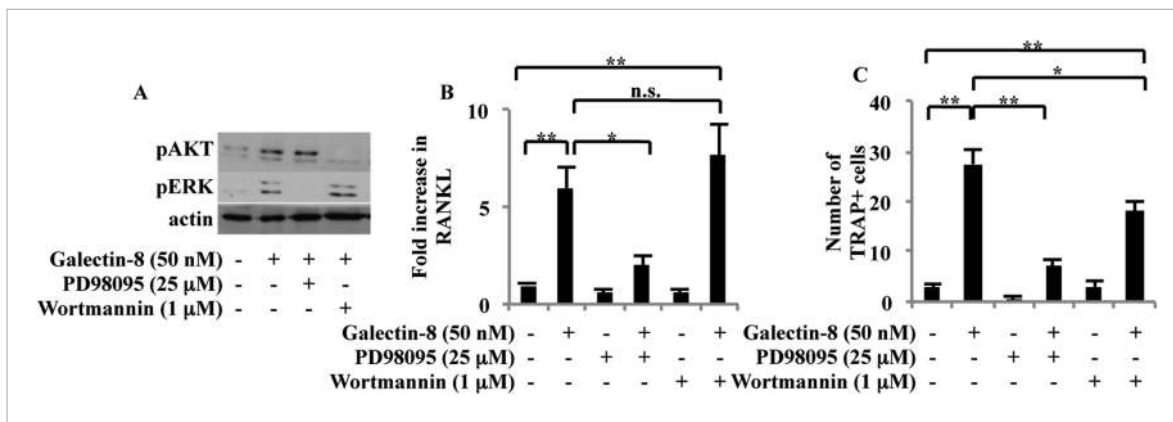 A
pAKT
pERK
actin
Galectin-8 (50 nM) - + + +
PD98095 (25 μM) - - + -
Wortmannin (1 μM) - - - +
B
**
n.s.
** *
10
5
0
Fold increase in
RANKL
Galectin-8 (50 nM) - + - + - +
PD98095 (25 μM) - - + + - -
Wortmannin (1 μM) - - - - + +
C
**
*
** **
40
30
20
10
0
Number of
TRAP+ cells
Galectin-8 (50 nM) - + - + - +
PD98095 (25 μM) - - + + - -
Wortmannin (1 μM) - - - - + +